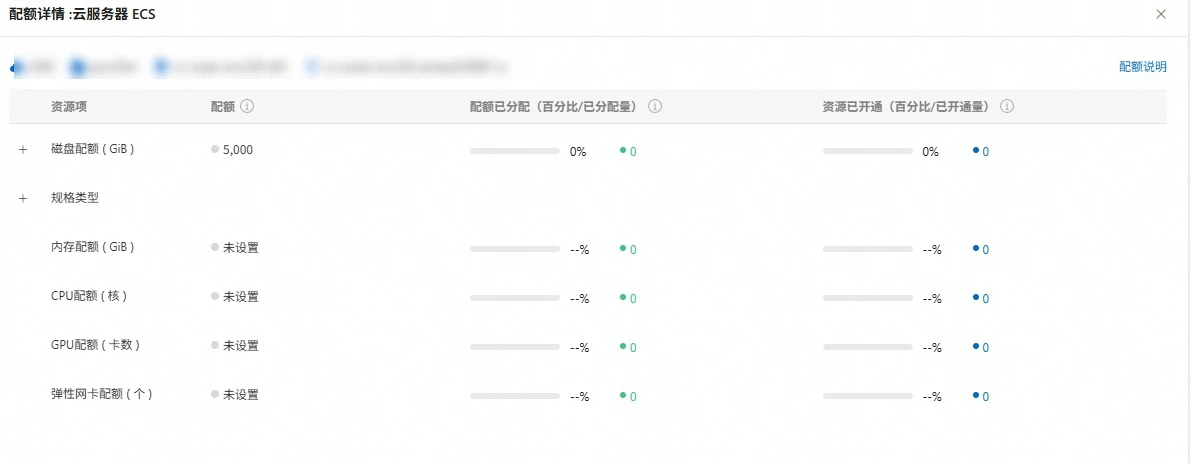 配额详情 :云服务器 ECS
配额说明
资源项 配额 配额已分配（百分比/已分配量） 资源已开通（百分比/已开通量）
+ 磁盘配额 ( GiB ) 5,000 0% 0 0% 0
+ 规格类型
内存配额 ( GiB ) 未设置 --% 0 --% 0
CPU配额 ( 核 ) 未设置 --% 0 --% 0
GPU配额 ( 卡数 ) 未设置 --% 0 --% 0
弹性网卡配额 ( 个 ) 未设置 --% 0 --% 0